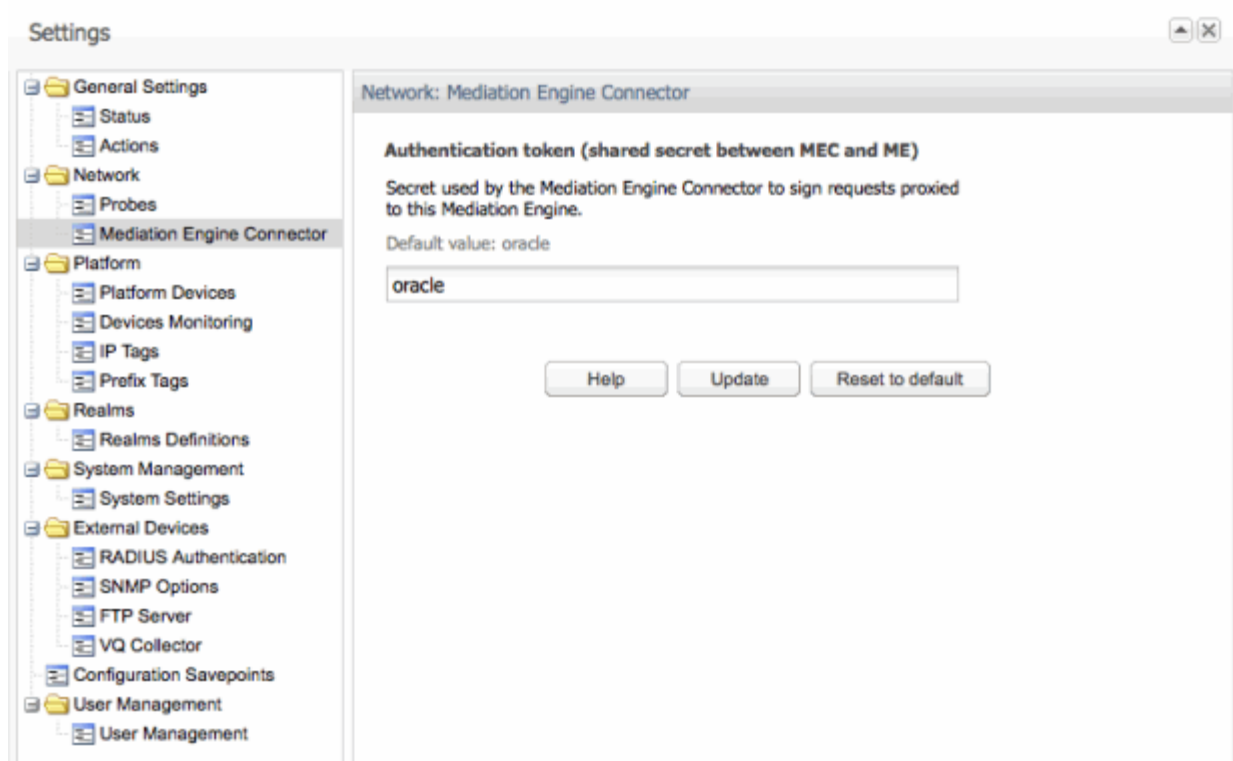 Settings
General Settings
Status
Actions
Network
Probes
Mediation Engine Connector
Platform
Platform Devices
Devices Monitoring
IP Tags
Prefix Tags
Realms
Realms Definitions
System Management
System Settings
External Devices
RADIUS Authentication
SNMP Options
FTP Server
VQ Collector
Configuration Savepoints
User Management
User Management
Network: Mediation Engine Connector
Authentication token (shared secret between MEC and ME)
Secret used by the Mediation Engine Connector to sign requests proxied
to this Mediation Engine.
Default value: oracle
oracle
Help Update Reset to default